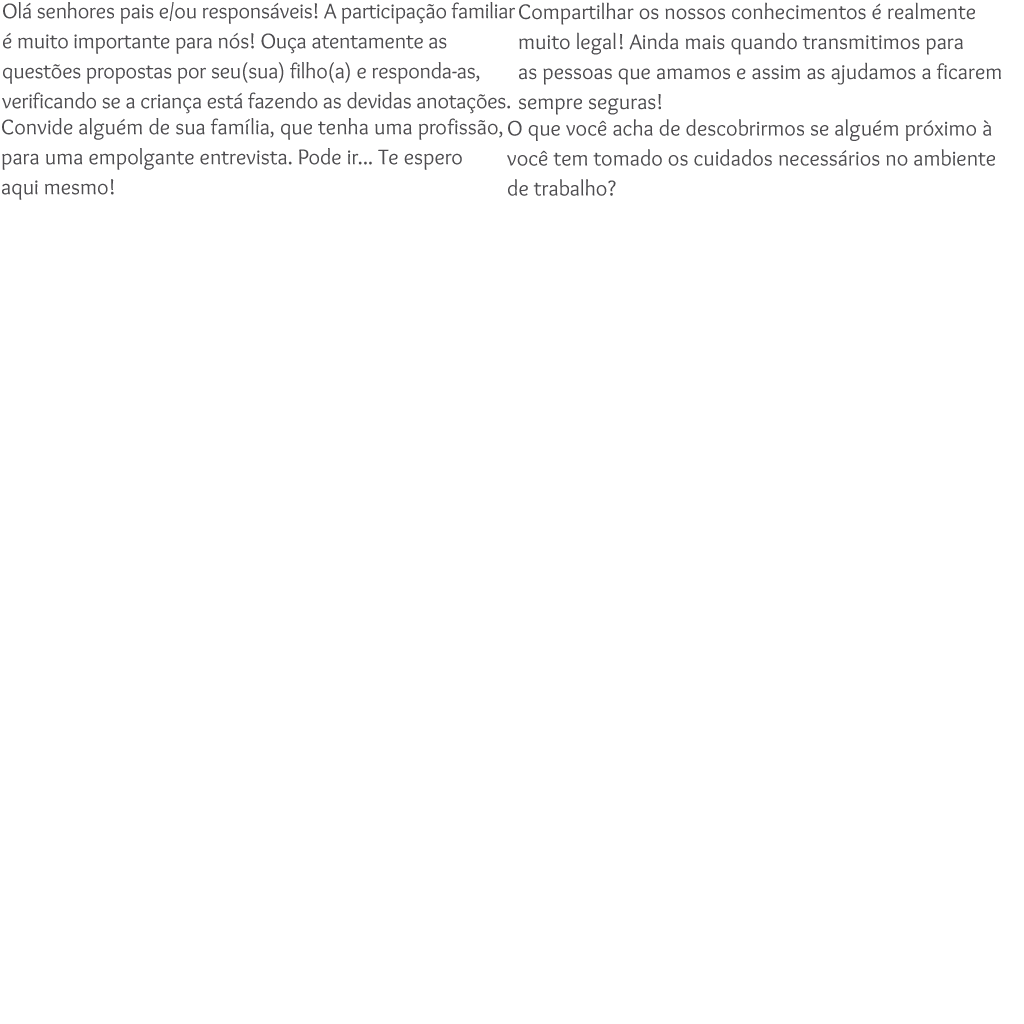 Olá senhores pais e/ou responsáveis! A participação familiar
é muito importante para nós! Ouça atentamente as
questões propostas por seu(sua) filho(a) e responda-as,
verificando se a criança está fazendo as devidas anotações.
Compartilhar os nossos conhecimentos é realmente
muito legal! Ainda mais quando transmitimos para
as pessoas que amamos e assim as ajudamos a ficarem
sempre seguras!
Convide alguém de sua família, que tenha uma profissão,
para uma empolgante entrevista. Pode ir... Te espero
aqui mesmo!
O que você acha de descobrirmos se alguém próximo à
você tem tomado os cuidados necessários no ambiente
de trabalho?